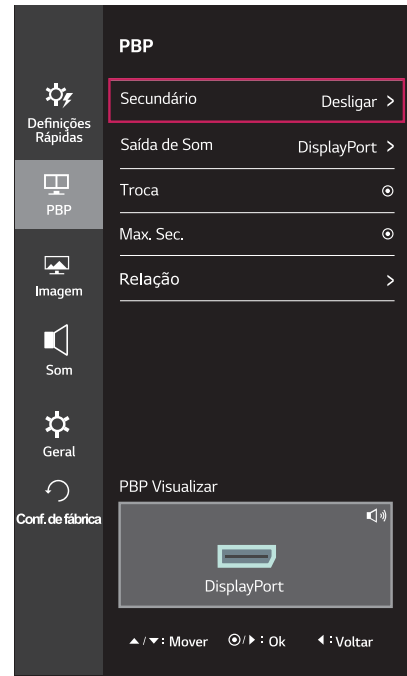 PBP
Definições
Rápidas
PBP
Imagem
Som
Geral
Conf. de fábrica
Secundário Desligar >
Saída de Som DisplayPort >
Troca
Max. Sec.
Relação >
PBP Visualizar
DisplayPort
▲/▼: Mover ⦿/▶: Ok ◀: Voltar